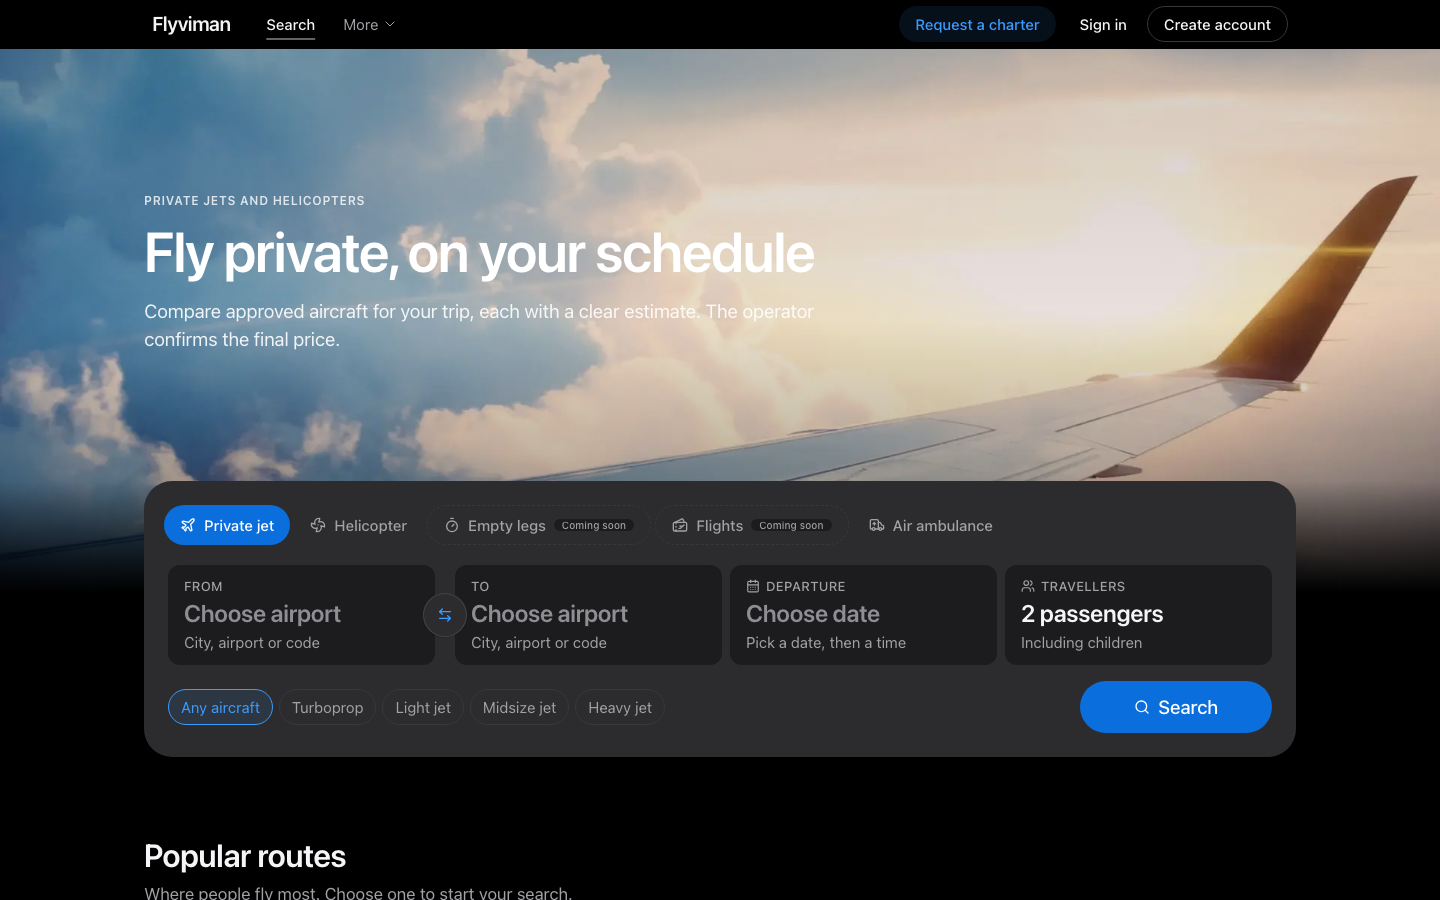 Flyviman
Search
More
Request a charter
Sign in
Create account
PRIVATE JETS AND HELICOPTERS
Fly private, on your schedule
Compare approved aircraft for your trip, each with a clear estimate. The operator
confirms the final price.
Private jet
Helicopter
Empty legs
Coming soon
Flights
Coming soon
Air ambulance
FROM
Choose airport
City, airport or code
TO
Choose airport
City, airport or code
DEPARTURE
Choose date
Pick a date, then a time
TRAVELLERS
2 passengers
Including children
Any aircraft
Turboprop
Light jet
Midsize jet
Heavy jet
Search
Popular routes
Where people fly most. Choose one to start your search.